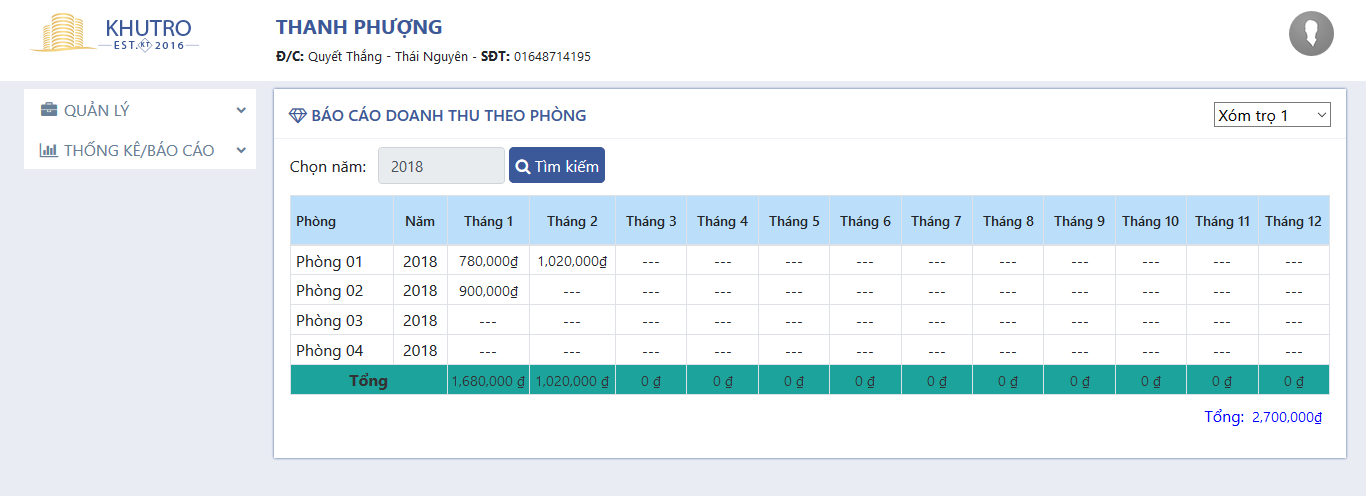 KHUTRO
EST. KT 2016
THANH PHƯỢNG
Đ/C: Quyết Thắng - Thái Nguyên - SĐT: 01648714195
QUẢN LÝ
THỐNG KÊ/BÁO CÁO
BÁO CÁO DOANH THU THEO PHÒNG
Xóm trọ 1
Chọn năm: 2018 Tìm kiếm
Phòng Năm Tháng 1 Tháng 2 Tháng 3 Tháng 4 Tháng 5 Tháng 6 Tháng 7 Tháng 8 Tháng 9 Tháng 10 Tháng 11 Tháng 12
Phòng 01 2018 780,000₫ 1,020,000₫ --- --- --- --- --- --- --- --- --- ---
Phòng 02 2018 900,000₫ --- --- --- --- --- --- --- --- --- --- ---
Phòng 03 2018 --- --- --- --- --- --- --- --- --- --- --- ---
Phòng 04 2018 --- --- --- --- --- --- --- --- --- --- --- ---
Tổng 1,680,000 ₫ 1,020,000 ₫ 0 ₫ 0 ₫ 0 ₫ 0 ₫ 0 ₫ 0 ₫ 0 ₫ 0 ₫ 0 ₫ 0 ₫
Tổng: 2,700,000₫